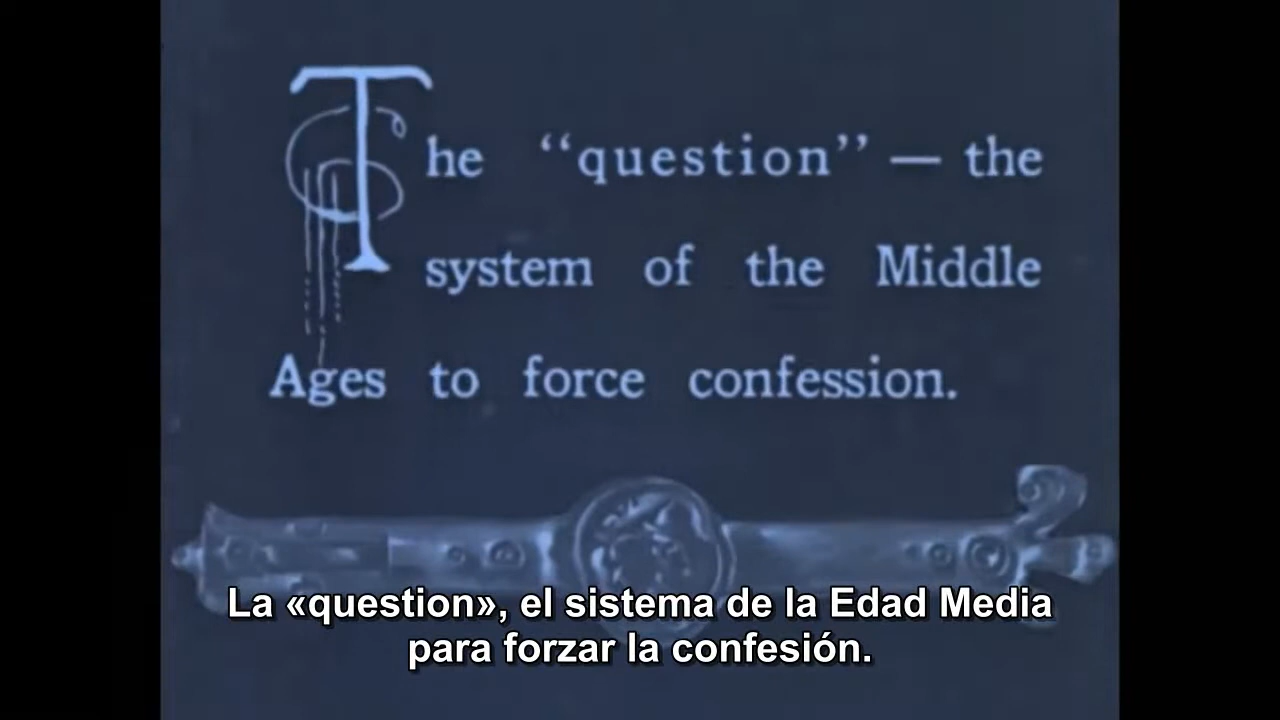 The “question” — the
system of the Middle
Ages to force confession.
La «question», el sistema de la Edad Media
para forzar la confesión.